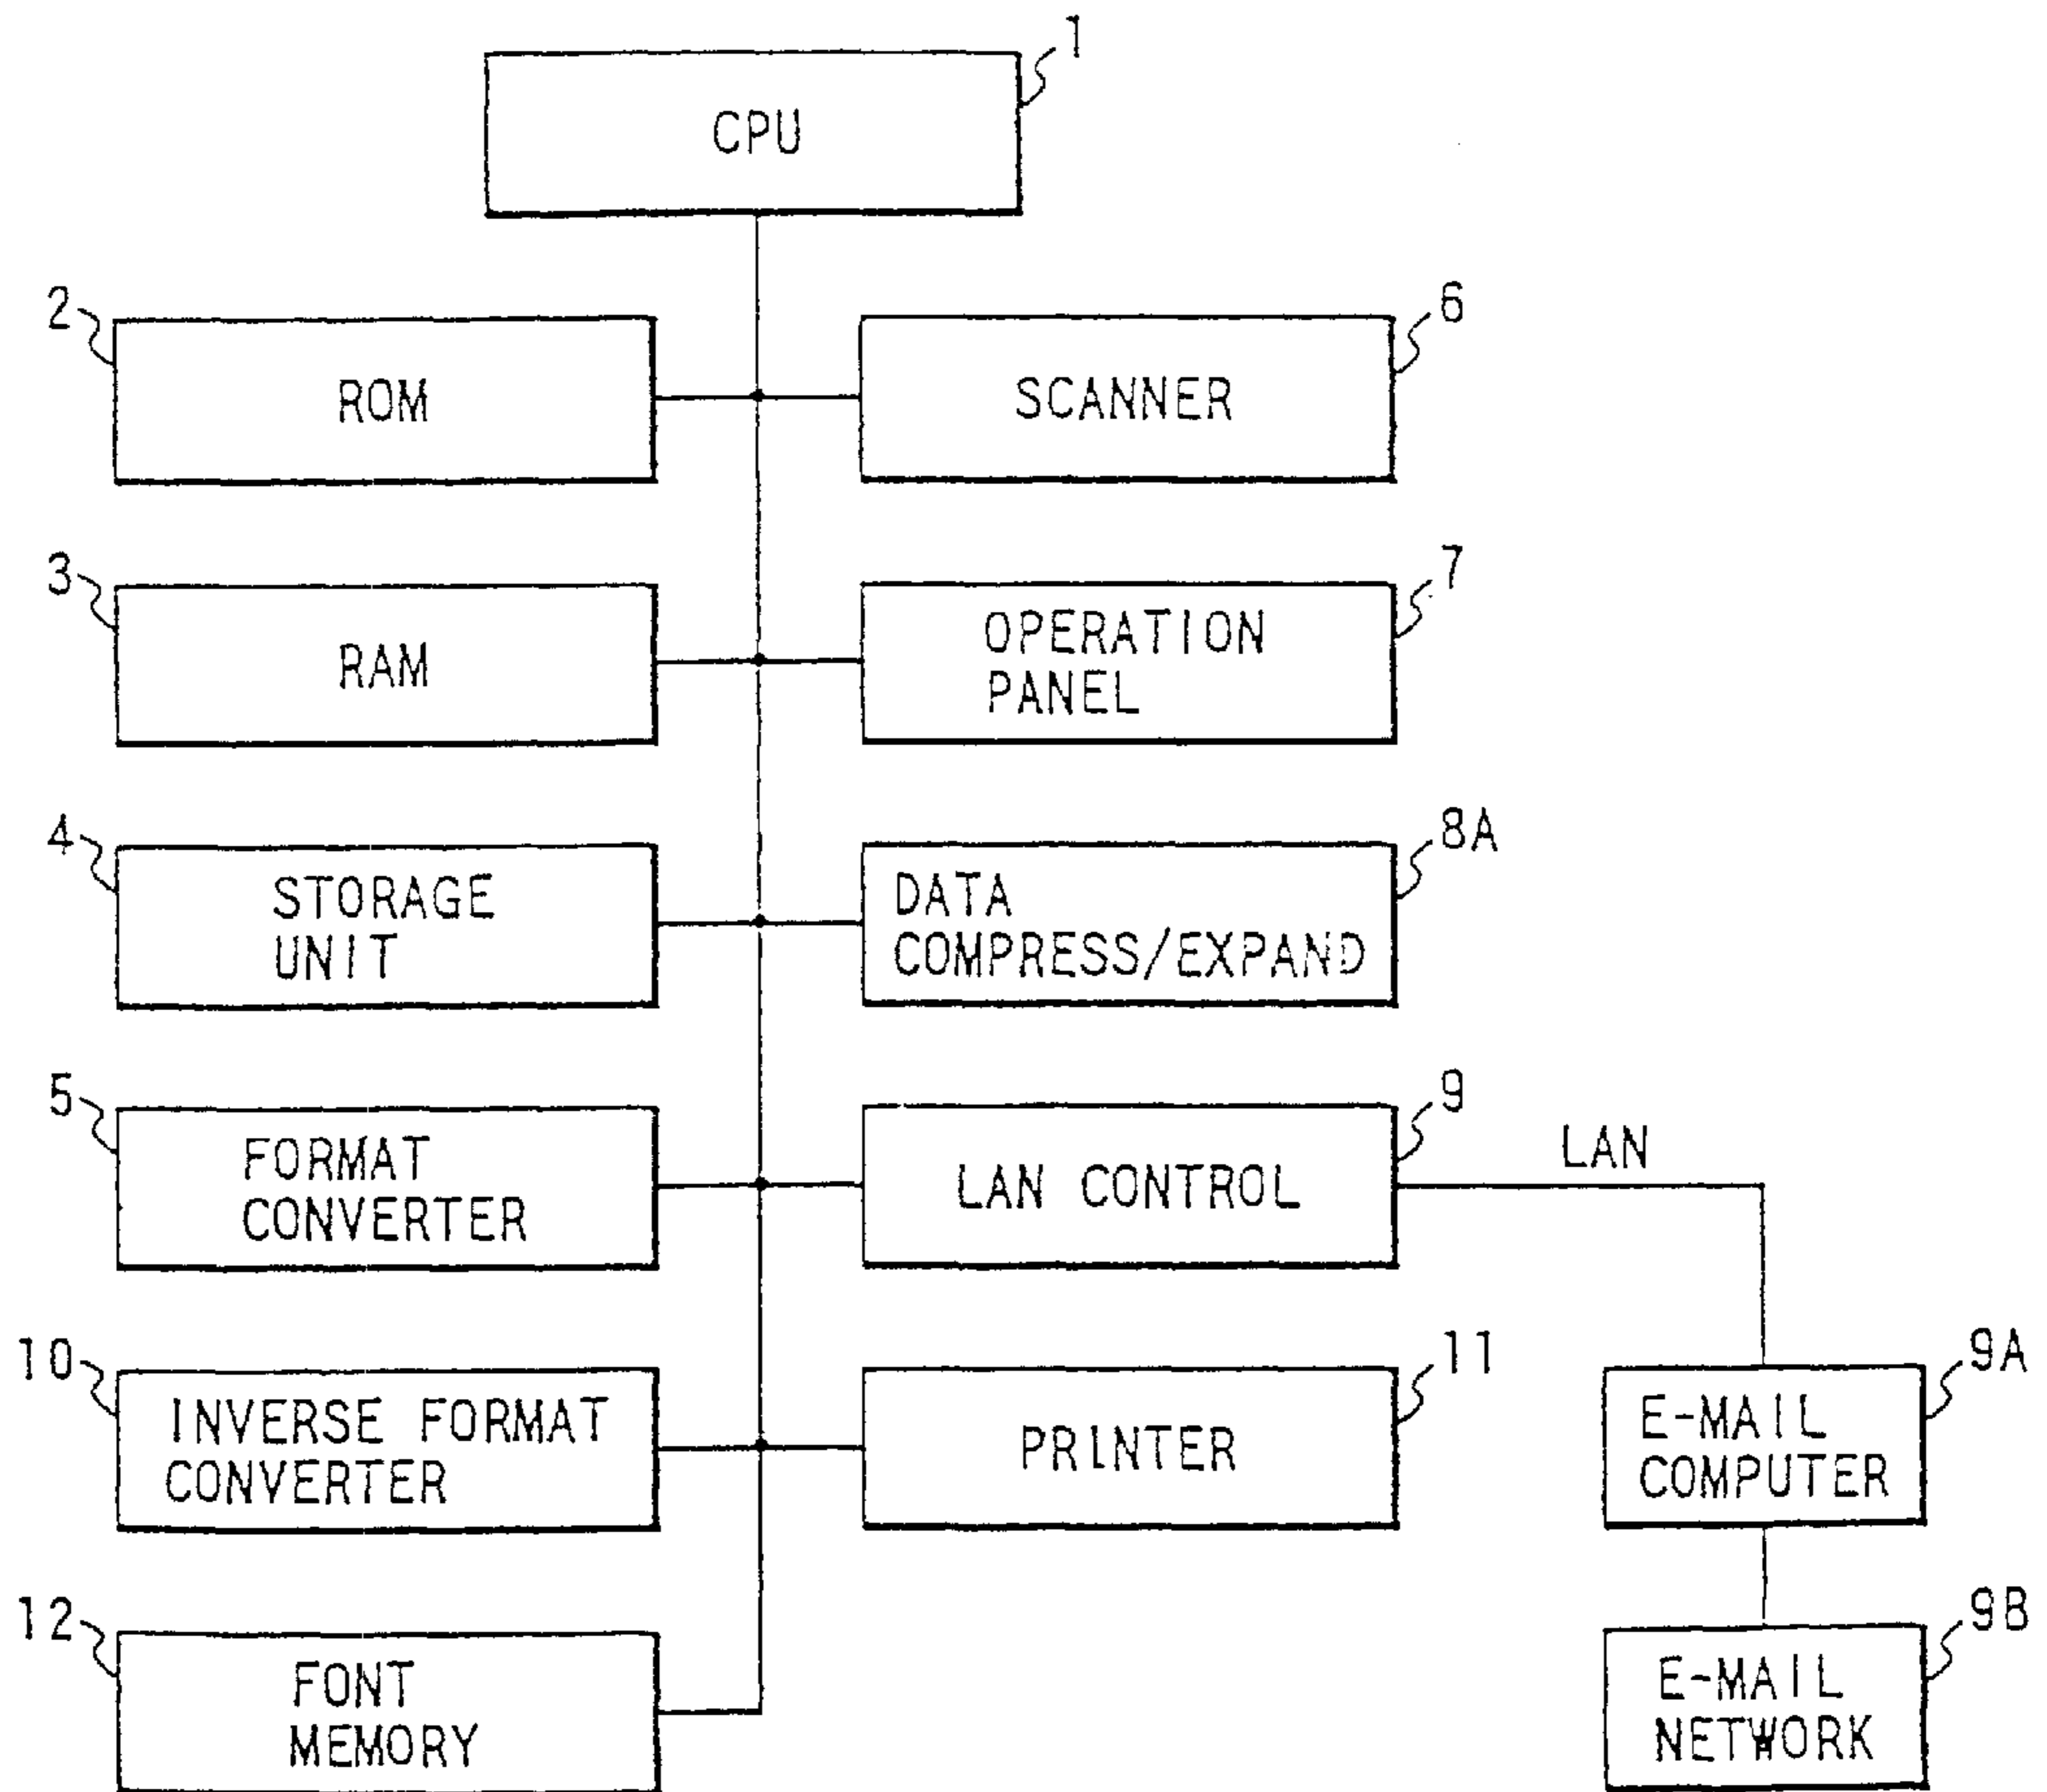 1
CPU
2
ROM
6
SCANNER
3
RAM
7
OPERATION
PANEL
4
STORAGE
UNIT
8A
DATA
COMPRESS/EXPAND
5
FORMAT
CONVERTER
9
LAN CONTROL
LAN
10
INVERSE FORMAT
CONVERTER
11
PRINTER
9A
E-MAIL
COMPUTER
12
FONT
MEMORY
9B
E-MAIL
NETWORK